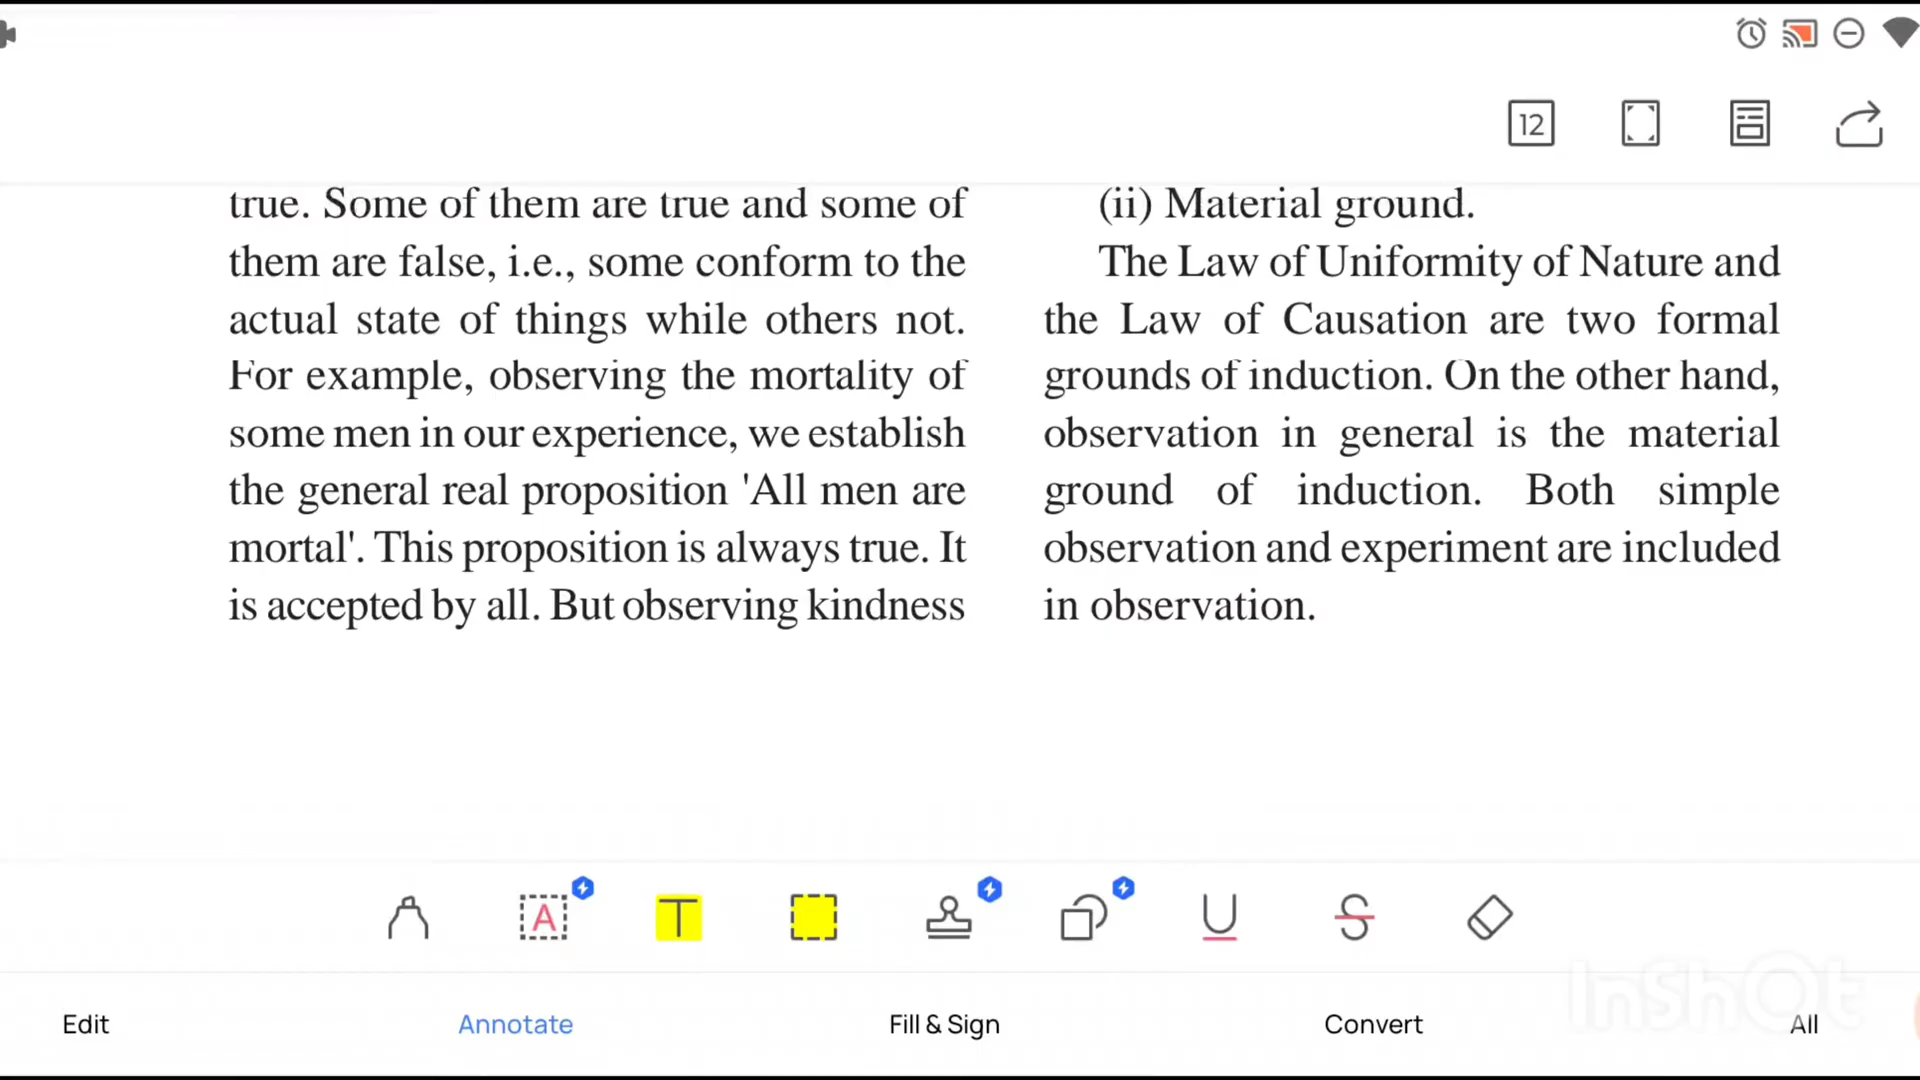 12
true. Some of them are true and some of
them are false, i.e., some conform to the
actual state of things while others not.
For example, observing the mortality of
some men in our experience, we establish
the general real proposition 'All men are
mortal'. This proposition is always true. It
is accepted by all. But observing kindness
(ii) Material ground.
The Law of Uniformity of Nature and
the Law of Causation are two formal
grounds of induction. On the other hand,
observation in general is the material
ground of induction. Both simple
observation and experiment are included
in observation.
A
T
U
S
InShOt
Edit
Annotate
Fill & Sign
Convert
All